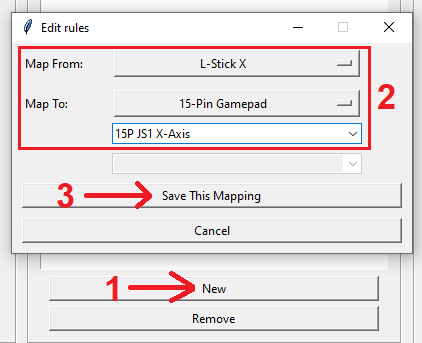 Edit rules
Map From:
L-Stick X
Map To:
15-Pin Gamepad
2
15P JS1 X-Axis
3
Save This Mapping
Cancel
1
New
Remove